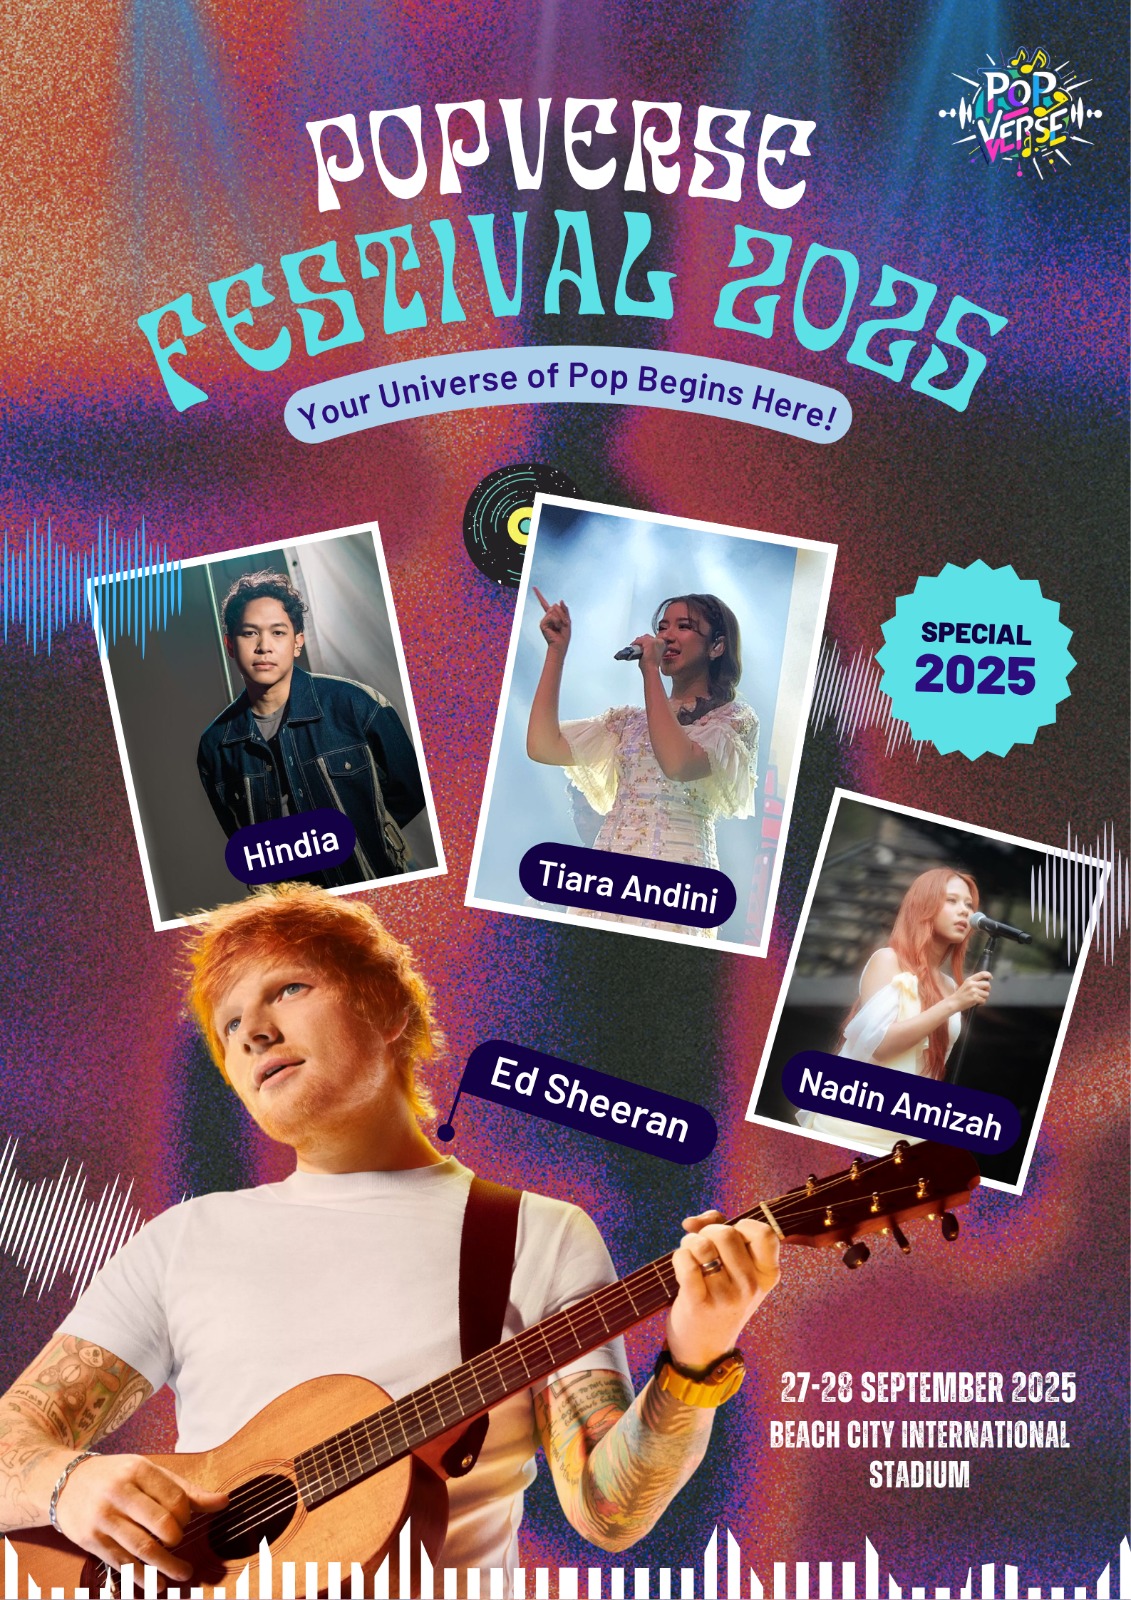 POP
VERSE
POPVERSE
FESTIVAL 2025
Your Universe of Pop Begins Here!
SPECIAL
2025
Hindia
Tiara Andini
Nadin Amizah
Ed Sheeran
27-28 SEPTEMBER 2025
BEACH CITY INTERNATIONAL
STADIUM